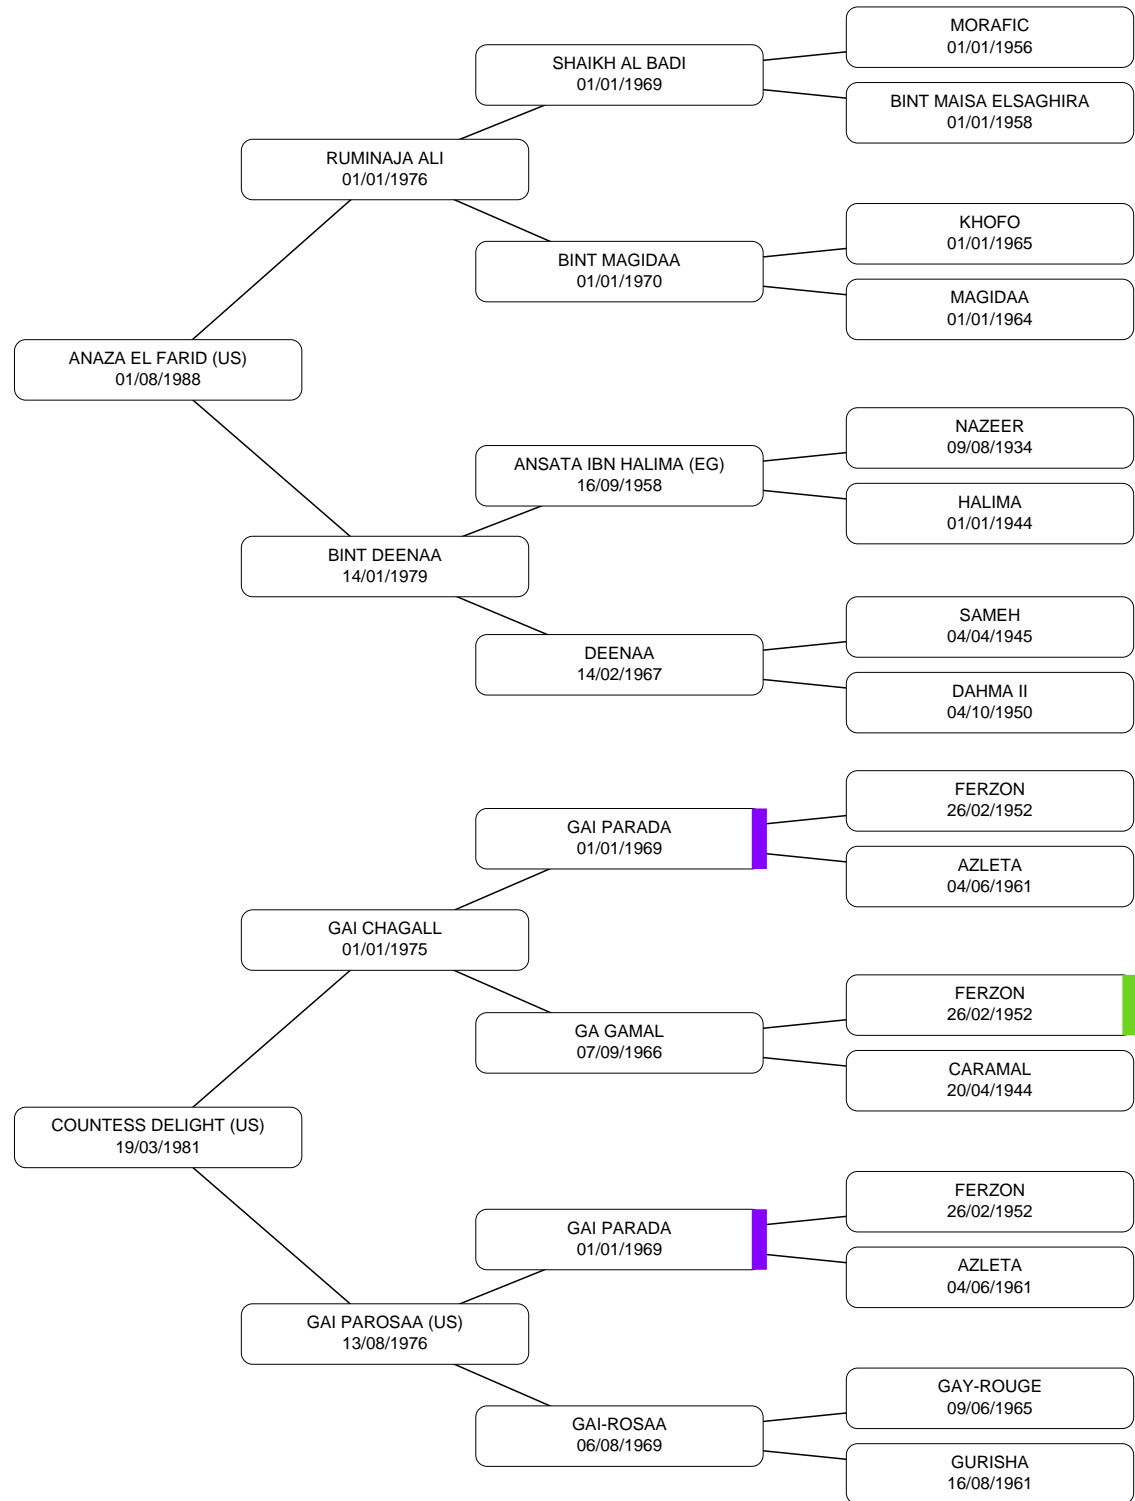 MORAFIC
01/01/1956
SHAIKH AL BADI
01/01/1969
BINT MAISA ELSAGHIRA
01/01/1958
RUMINAJA ALI
01/01/1976
KHOFO
01/01/1965
BINT MAGIDAA
01/01/1970
MAGIDAA
01/01/1964
ANAZA EL FARID (US)
01/08/1988
NAZEER
09/08/1934
ANSATA IBN HALIMA (EG)
16/09/1958
HALIMA
01/01/1944
BINT DEENAA
14/01/1979
SAMEH
04/04/1945
DEENAA
14/02/1967
DAHMA II
04/10/1950
FERZON
26/02/1952
GAI PARADA
01/01/1969
AZLETA
04/06/1961
GAI CHAGALL
01/01/1975
FERZON
26/02/1952
GA GAMAL
07/09/1966
CARAMAL
20/04/1944
COUNTESS DELIGHT (US)
19/03/1981
FERZON
26/02/1952
GAI PARADA
01/01/1969
AZLETA
04/06/1961
GAI PAROSAA (US)
13/08/1976
GAY-ROUGE
09/06/1965
GAI-ROSAA
06/08/1969
GURISHA
16/08/1961